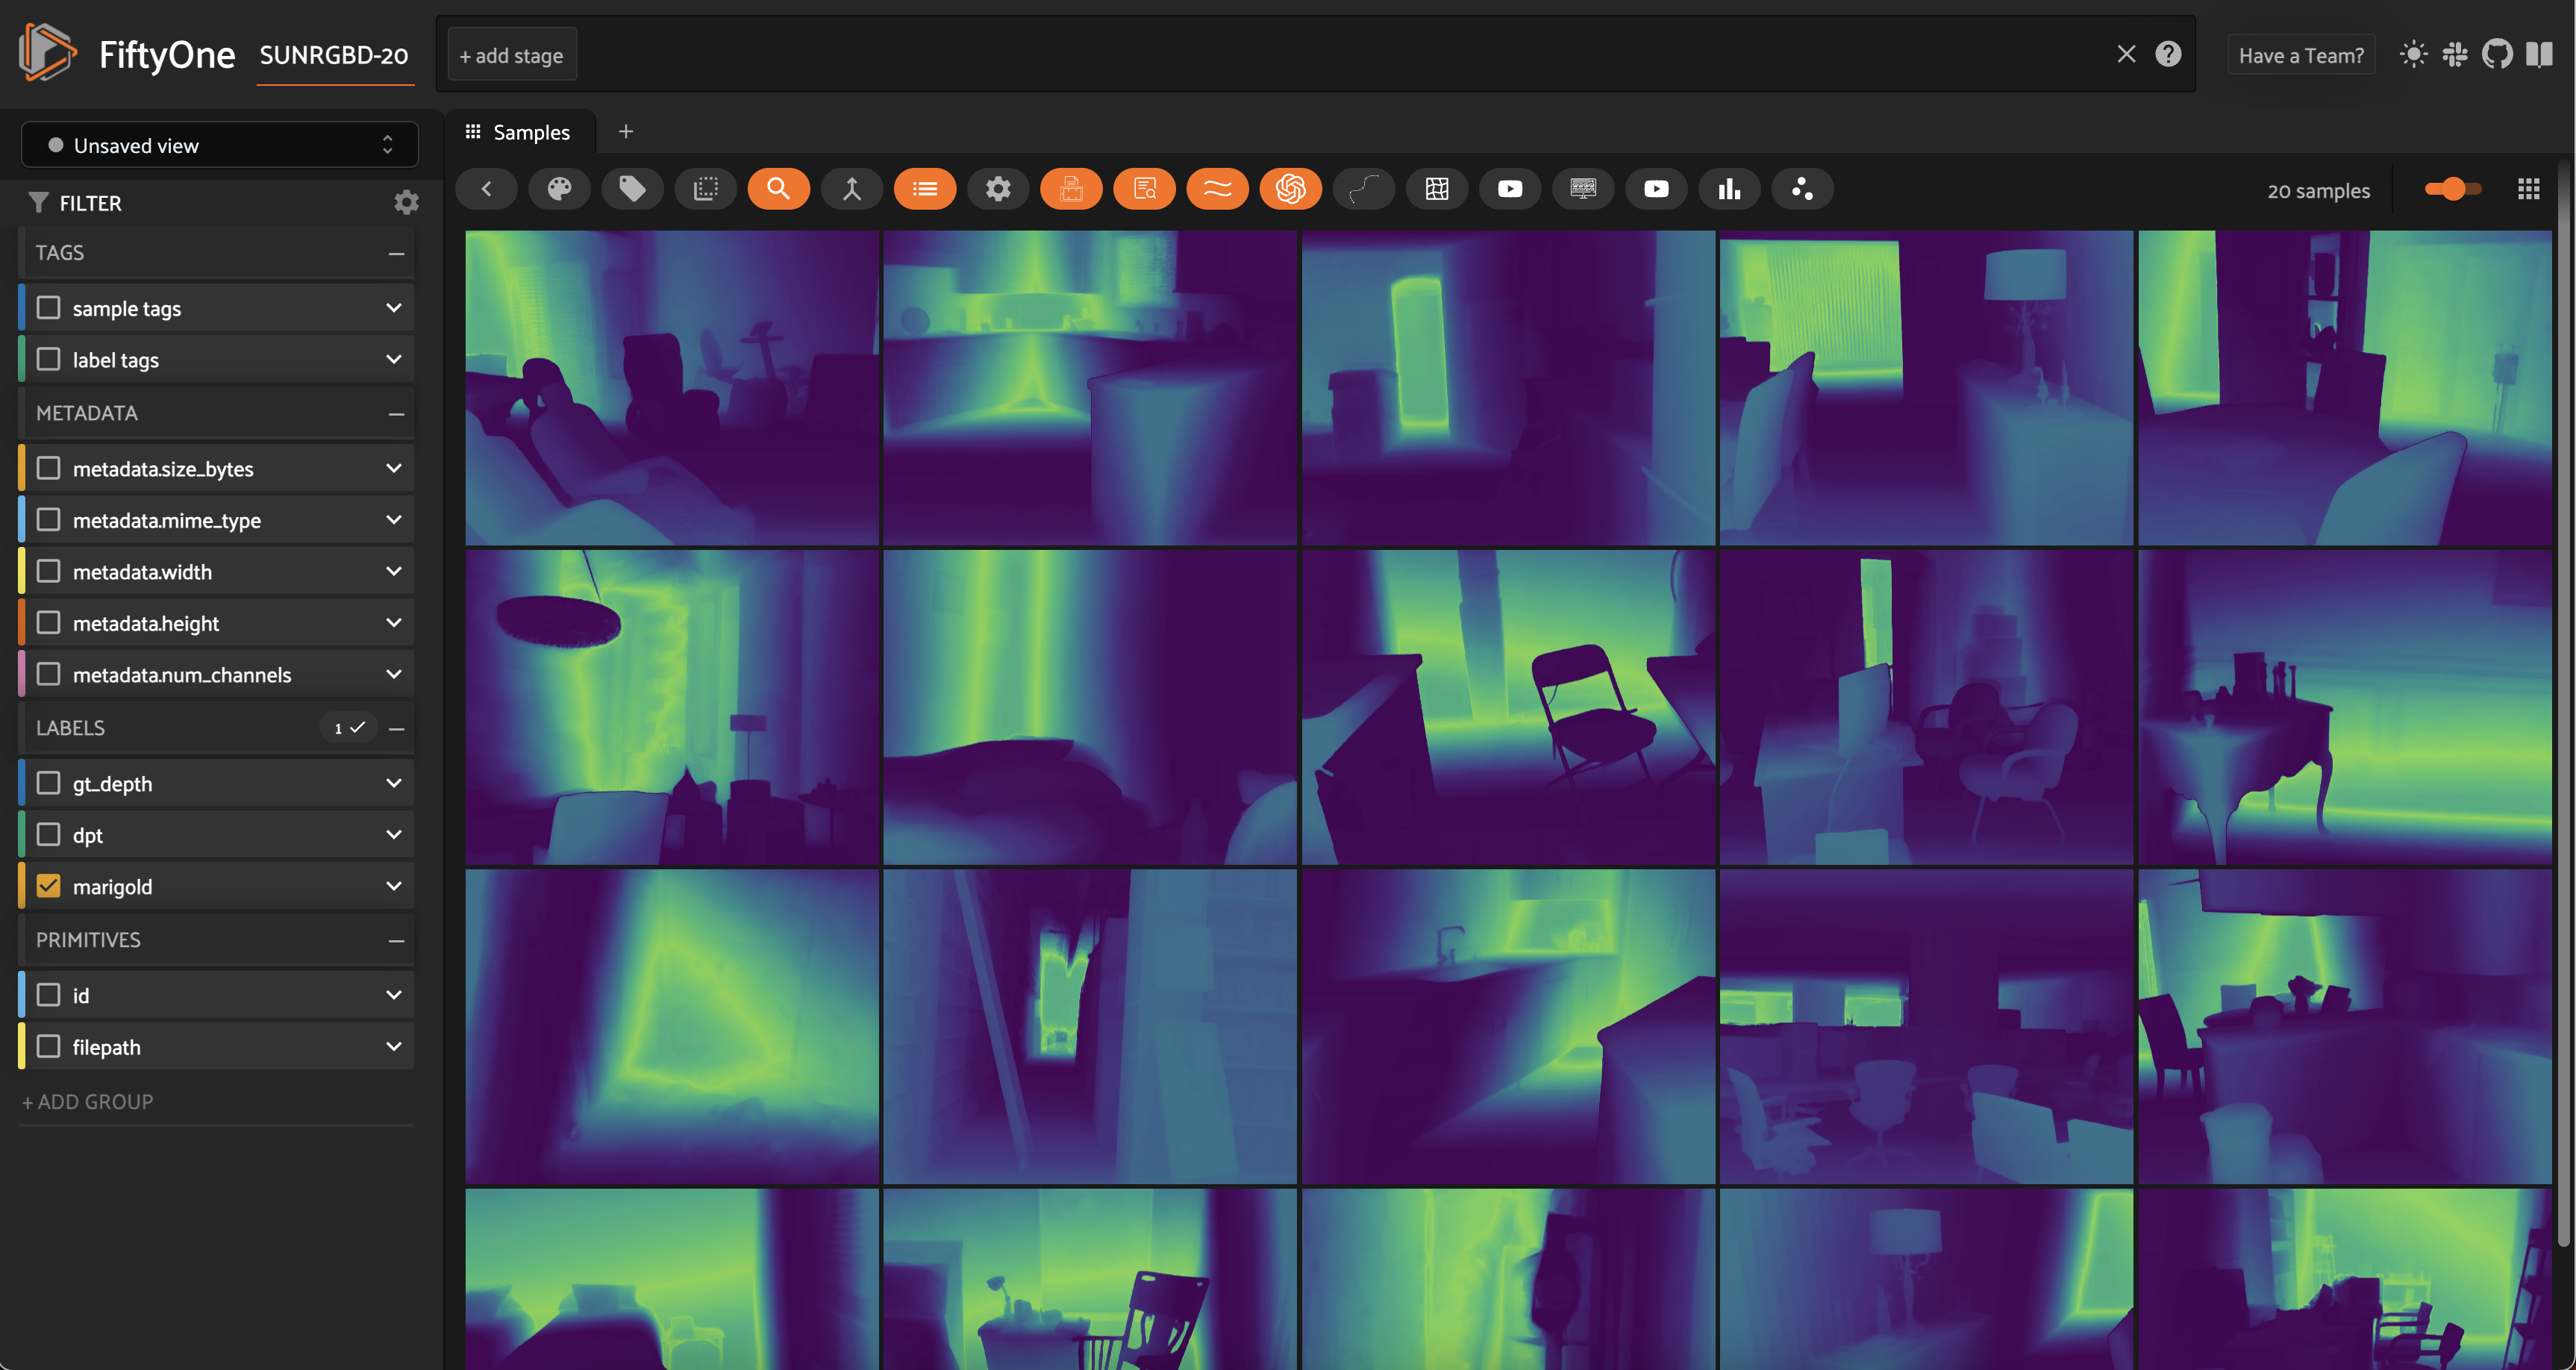 FiftyOne
SUNRGBD-20
+ add stage
Have a Team?
Unsaved view
Samples
+
20 samples
FILTER
TAGS
sample tags
label tags
METADATA
metadata.size_bytes
metadata.mime_type
metadata.width
metadata.height
metadata.num_channels
LABELS
1
gt_depth
dpt
marigold
PRIMITIVES
id
filepath
+ ADD GROUP